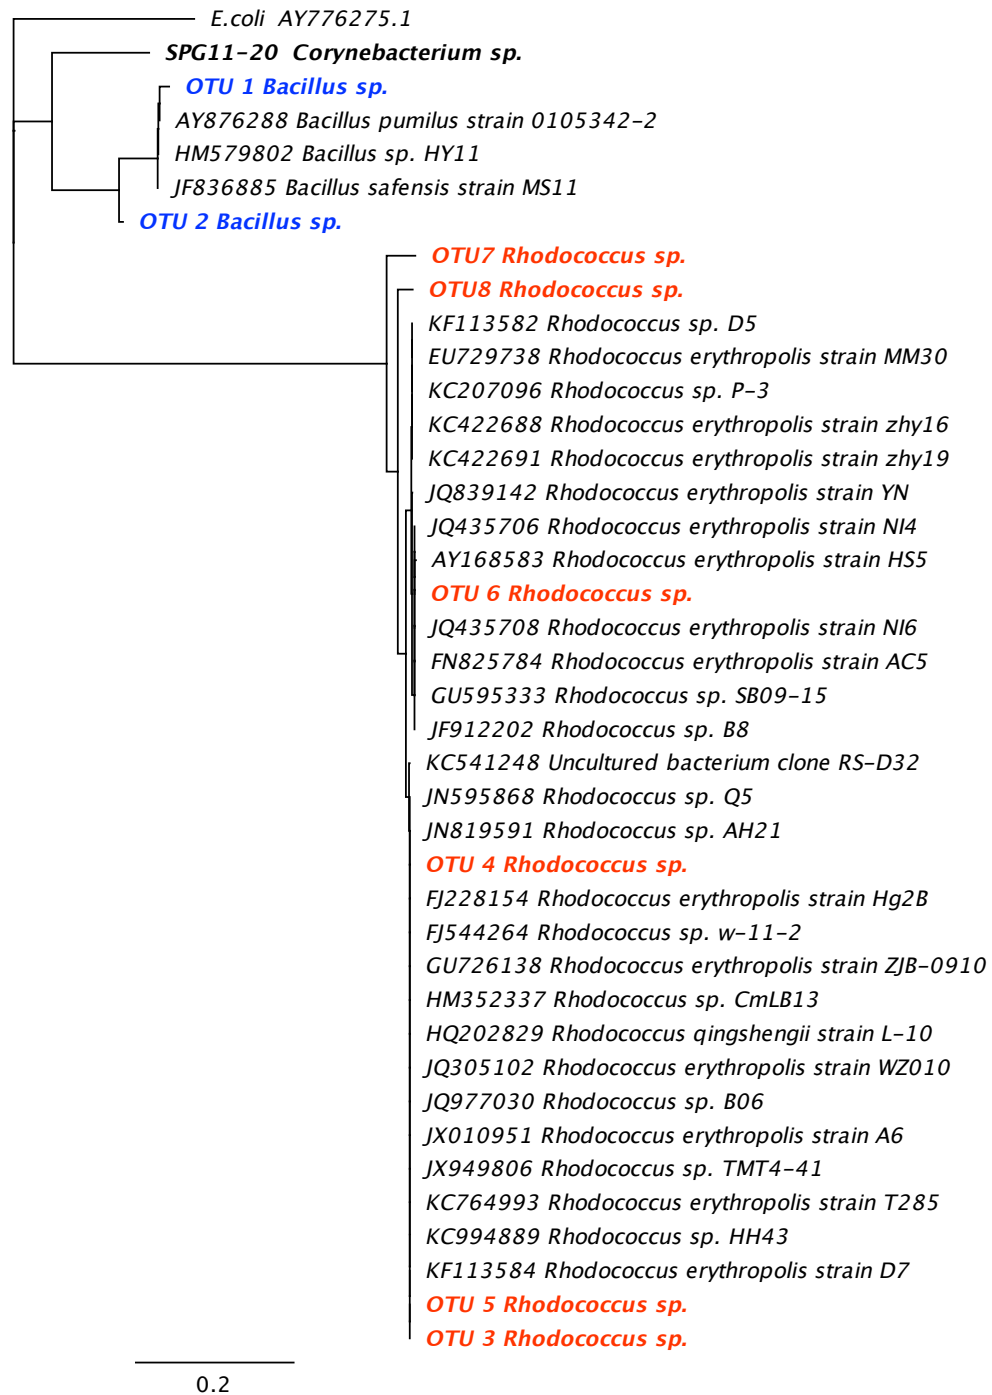 E.coli AY776275.1
SPG11-20 Corynebacterium sp.
OTU 1 Bacillus sp.
AY876288 Bacillus pumilus strain 0105342-2
HM579802 Bacillus sp. HY11
JF836885 Bacillus safensis strain MS11
OTU 2 Bacillus sp.
OTU7 Rhodococcus sp.
OTU8 Rhodococcus sp.
KF113582 Rhodococcus sp. D5
EU729738 Rhodococcus erythropolis strain MM30
KC207096 Rhodococcus sp. P-3
KC422688 Rhodococcus erythropolis strain zhy16
KC422691 Rhodococcus erythropolis strain zhy19
JQ839142 Rhodococcus erythropolis strain YN
JQ435706 Rhodococcus erythropolis strain NI4
AY168583 Rhodococcus erythropolis strain HS5
OTU 6 Rhodococcus sp.
JQ435708 Rhodococcus erythropolis strain NI6
FN825784 Rhodococcus erythropolis strain AC5
GU595333 Rhodococcus sp. SB09-15
JF912202 Rhodococcus sp. B8
KC541248 Uncultured bacterium clone RS-D32
JN595868 Rhodococcus sp. Q5
JN819591 Rhodococcus sp. AH21
OTU 4 Rhodococcus sp.
FJ228154 Rhodococcus erythropolis strain Hg2B
FJ544264 Rhodococcus sp. w-11-2
GU726138 Rhodococcus erythropolis strain ZJB-0910
HM352337 Rhodococcus sp. CmLB13
HQ202829 Rhodococcus qingshengii strain L-10
JQ305102 Rhodococcus erythropolis strain WZ010
JQ977030 Rhodococcus sp. B06
JX010951 Rhodococcus erythropolis strain A6
JX949806 Rhodococcus sp. TMT4-41
KC764993 Rhodococcus erythropolis strain T285
KC994889 Rhodococcus sp. HH43
KF113584 Rhodococcus erythropolis strain D7
OTU 5 Rhodococcus sp.
OTU 3 Rhodococcus sp.
0.2